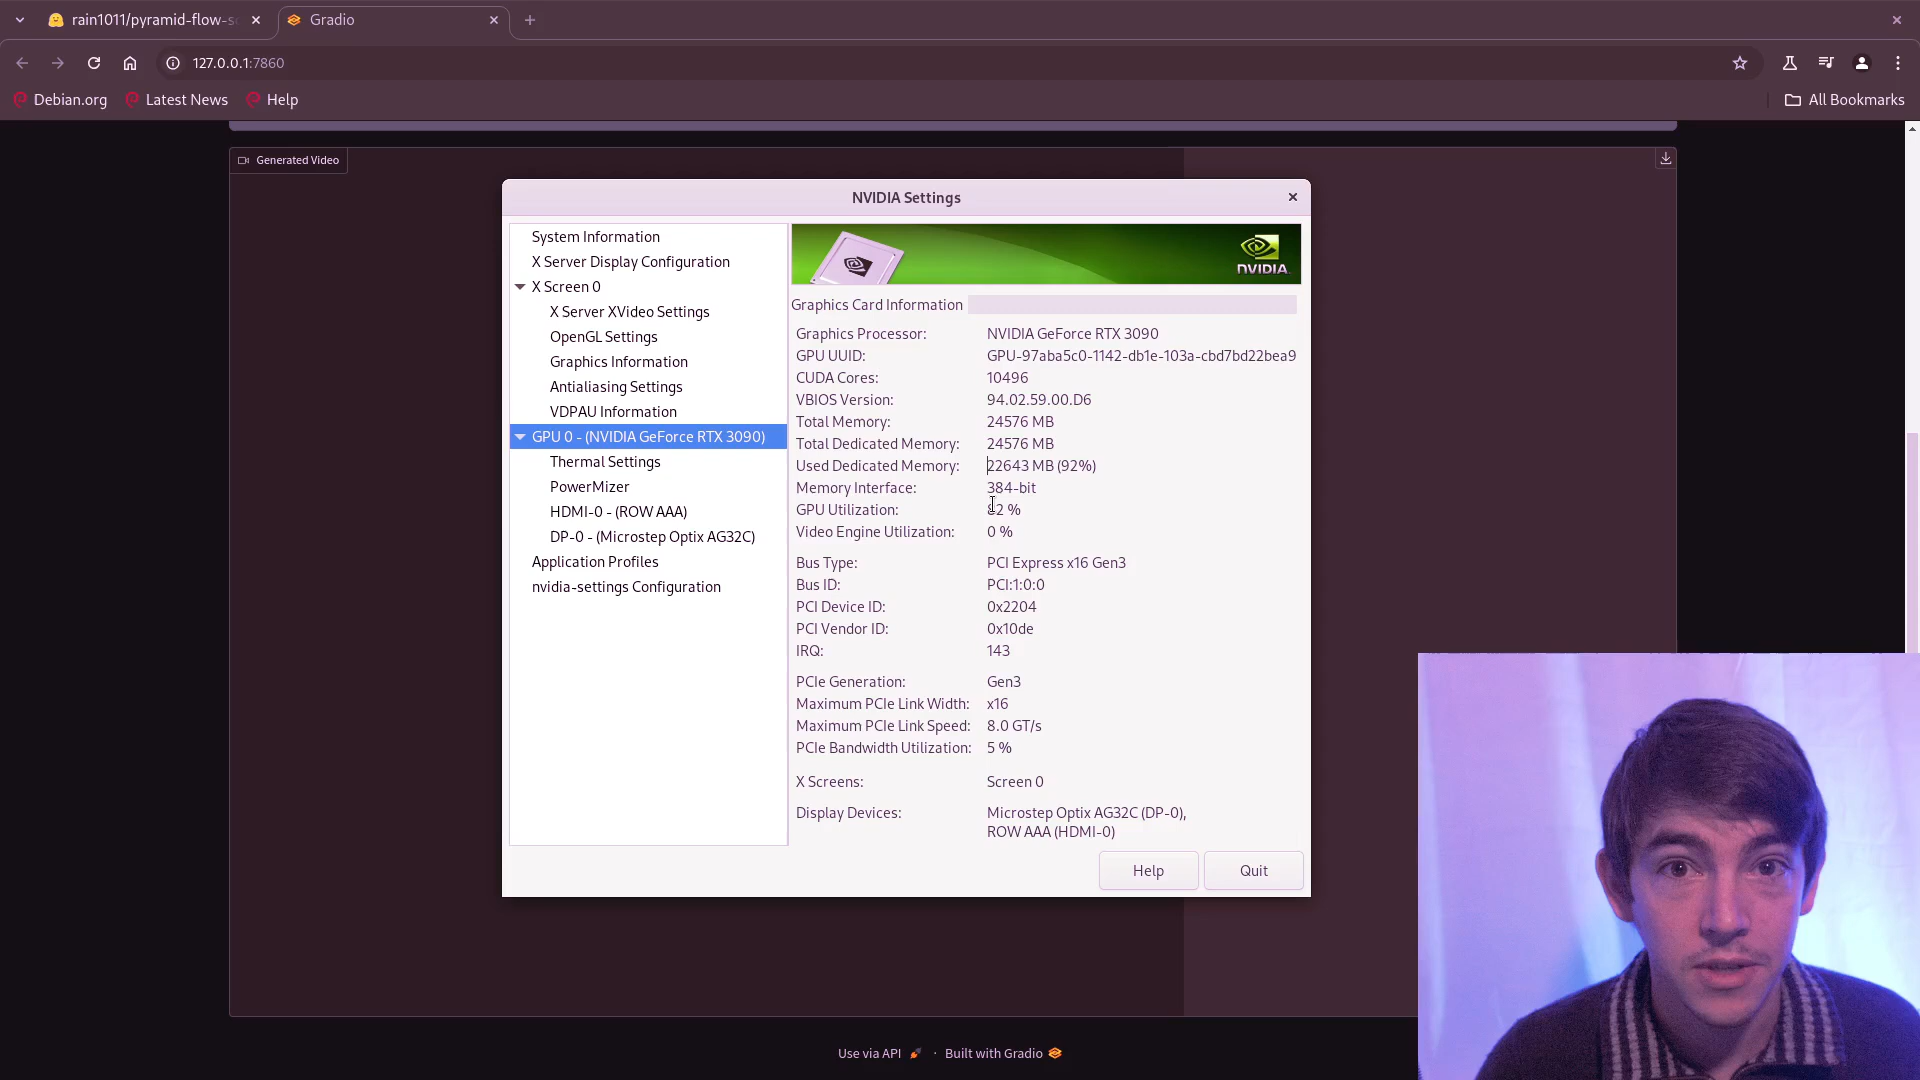 rain1011/pyramid-flow-s
Gradio
127.0.0.1:7860
Debian.org
Latest News
Help
All Bookmarks
Generated Video
NVIDIA Settings
System Information
X Server Display Configuration
X Screen 0
X Server XVideo Settings
OpenGL Settings
Graphics Information
Antialiasing Settings
VDPAU Information
GPU 0 - (NVIDIA GeForce RTX 3090)
Thermal Settings
PowerMizer
HDMI-0 - (ROW AAA)
DP-0 - (Microstep Optix AG32C)
Application Profiles
nvidia-settings Configuration
NVIDIA
Graphics Card Information
Graphics Processor: NVIDIA GeForce RTX 3090
GPU UUID: GPU-97aba5c0-1142-db1e-103a-cbd7bd22bea9
CUDA Cores: 10496
VBIOS Version: 94.02.59.00.D6
Total Memory: 24576 MB
Total Dedicated Memory: 24576 MB
Used Dedicated Memory: 22643 MB (92%)
Memory Interface: 384-bit
GPU Utilization: %
Video Engine Utilization: 0 %
Bus Type: PCI Express x16 Gen3
Bus ID: PCI:1:0:0
PCI Device ID: 0x2204
PCI Vendor ID: 0x10de
IRQ: 143
PCIe Generation: Gen3
Maximum PCIe Link Width: x16
Maximum PCIe Link Speed: 8.0 GT/s
PCIe Bandwidth Utilization: 5 %
X Screens: Screen 0
Display Devices: Microstep Optix AG32C (DP-0),
ROW AAA (HDMI-0)
Help
Quit
Use via API · Built with Gradio